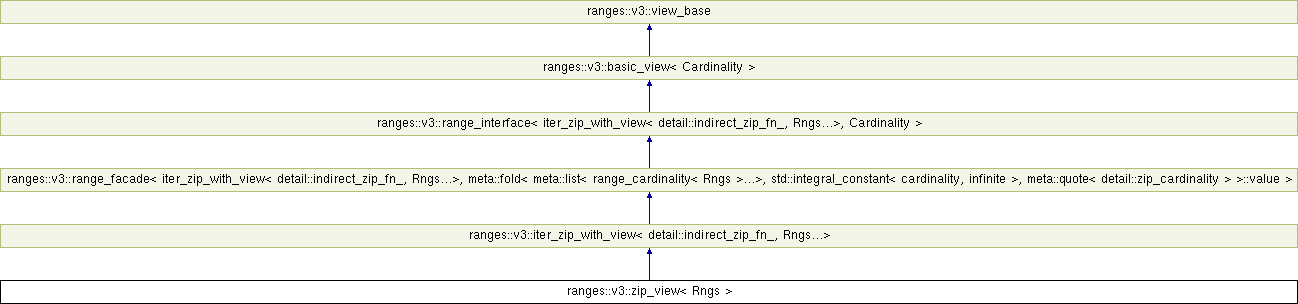 ranges::v3::view_base
ranges::v3::basic_view< Cardinality >
ranges::v3::range_interface< iter_zip_with_view< detail::indirect_zip_fn_, Rngs...>, Cardinality >
ranges::v3::range_facade< iter_zip_with_view< detail::indirect_zip_fn_, Rngs...>, meta::fold< meta::list< range_cardinality< Rngs >...>, std::integral_constant< cardinality, infinite >, meta::quote< detail::zip_cardinality > >::value >
ranges::v3::iter_zip_with_view< detail::indirect_zip_fn_, Rngs...>
ranges::v3::zip_view< Rngs >